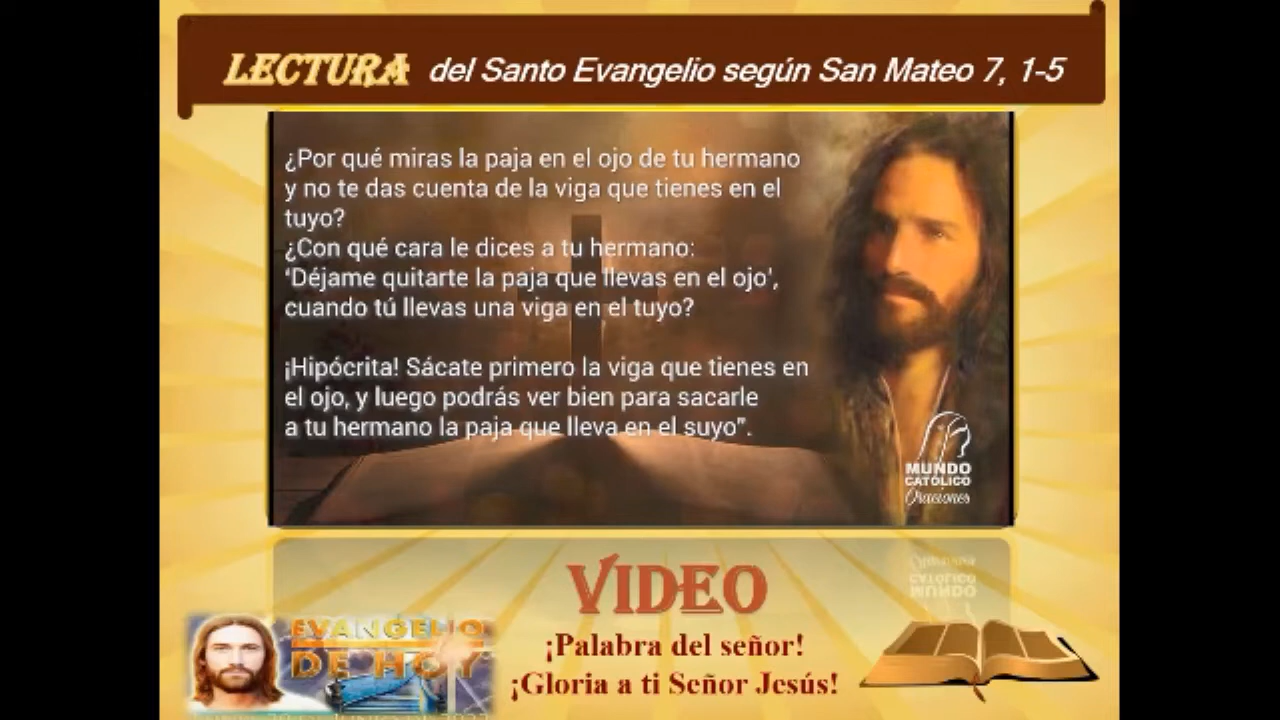 LECTURA del Santo Evangelio según San Mateo 7, 1-5
¿Por qué miras la paja en el ojo de tu hermano
y no te das cuenta de la viga que tienes en el
tuyo?
¿Con qué cara le dices a tu hermano:
‘Déjame quitarte la paja que llevas en el ojo’,
cuando tú llevas una viga en el tuyo?
¡Hipócrita! Sácate primero la viga que tienes en
el ojo, y luego podrás ver bien para sacarle
a tu hermano la paja que lleva en el suyo”.
MUNDO
CATÓLICO
Oraciones
VIDEO
EVANGELIO
DE HOY
¡Palabra del señor!
¡Gloria a ti Señor Jesús!